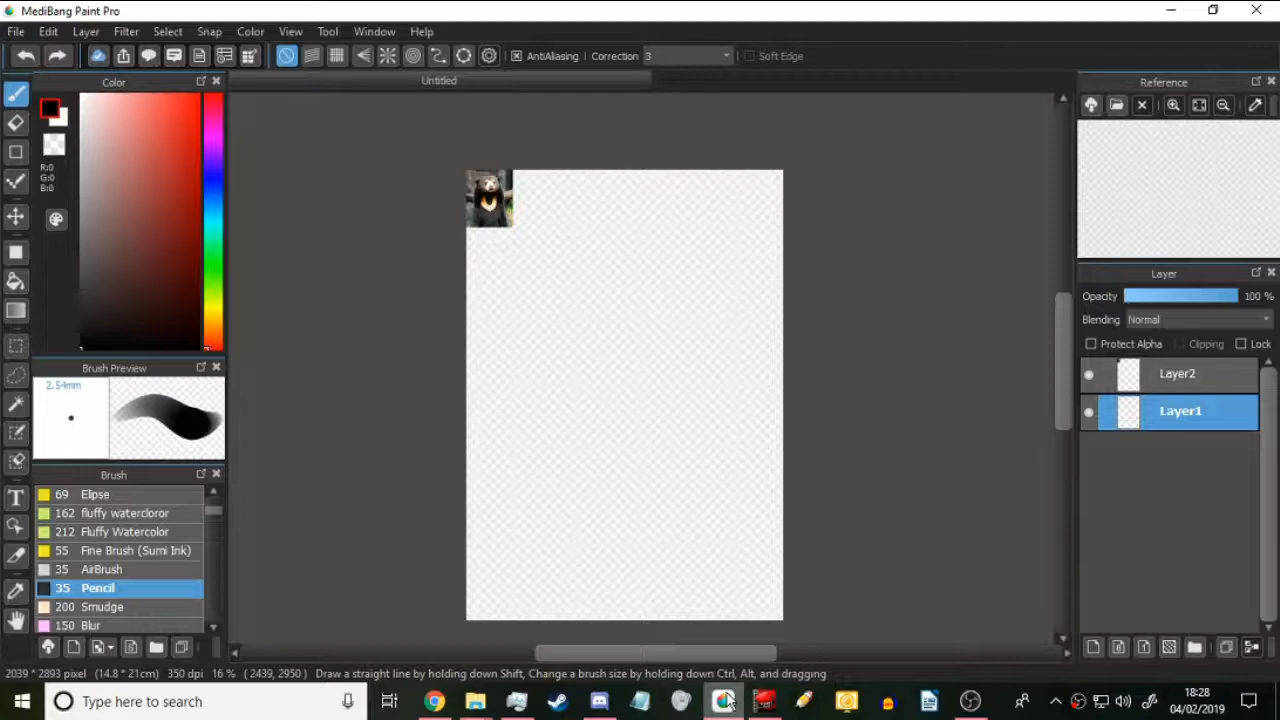 MediBang Paint Pro
File Edit Layer Filter Select Snap Color View Tool Window Help
AntiAliasing Correction 3 Soft Edge
Color
Untitled
Reference
R:0
G:0
B:0
Layer
Opacity 100 %
Blending Normal
Protect Alpha Clipping Lock
Layer2
Layer1
Brush Preview
2.54mm
Brush
69 Elipse
162 fluffy watercloror
212 Fluffy Watercolor
55 Fine Brush (Sumi Ink)
35 AirBrush
35 Pencil
200 Smudge
150 Blur
2039 * 2893 pixel (14.8 * 21cm) 350 dpi 16 % ( 2439, 2950 ) Draw a straight line by holding down Shift, Change a brush size by holding down Ctrl, Alt, and dragging
Type here to search
18:28
04/02/2019